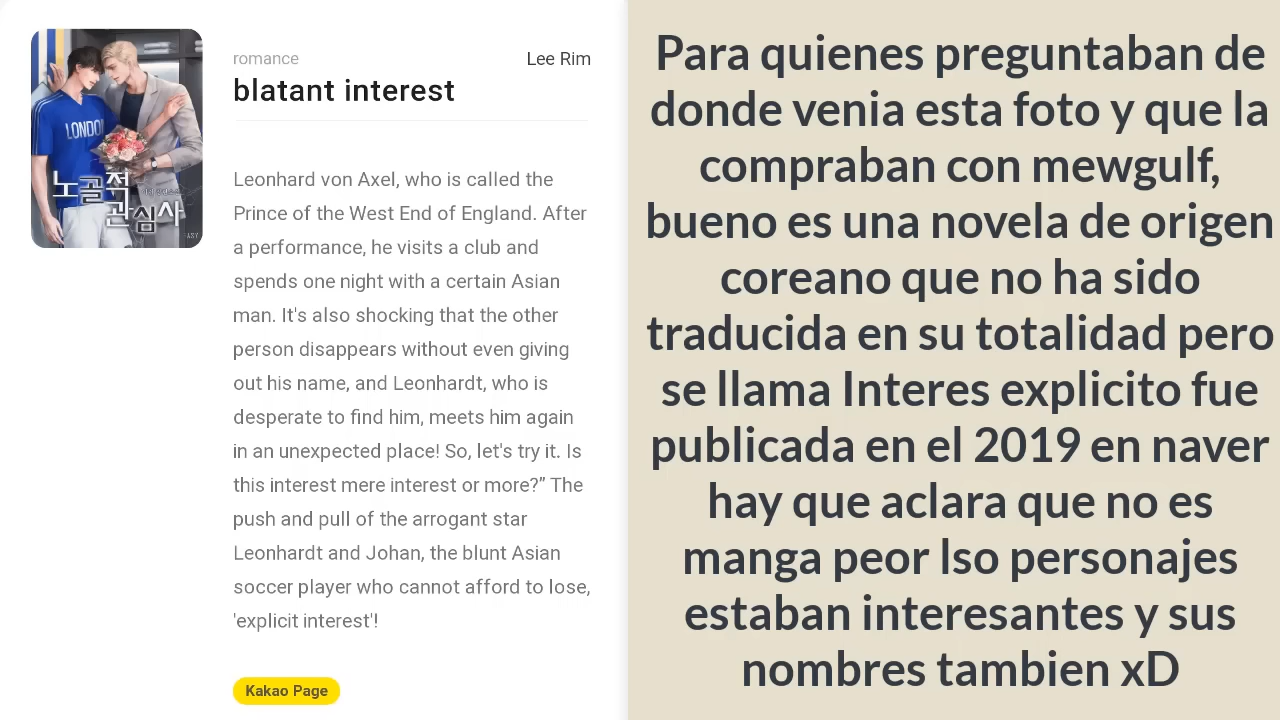 romance
Lee Rim
blatant interest
LONDON
노골적
관심사
Leonhard von Axel, who is called the
Prince of the West End of England. After
a performance, he visits a club and
spends one night with a certain Asian
man. It's also shocking that the other
person disappears without even giving
out his name, and Leonhardt, who is
desperate to find him, meets him again
in an unexpected place! So, let's try it. Is
this interest mere interest or more?” The
push and pull of the arrogant star
Leonhardt and Johan, the blunt Asian
soccer player who cannot afford to lose,
'explicit interest'!
Kakao Page
Para quienes preguntaban de
donde venia esta foto y que la
compraban con mewgulf,
bueno es una novela de origen
coreano que no ha sido
traducida en su totalidad pero
se llama Interes explicito fue
publicada en el 2019 en naver
hay que aclara que no es
manga peor lso personajes
estaban interesantes y sus
nombres tambien xD